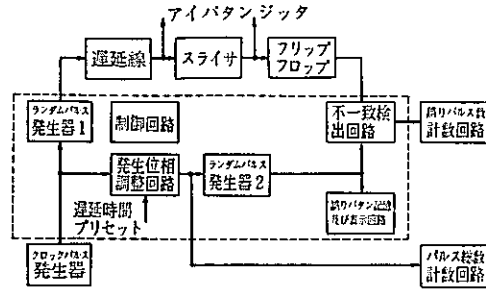 アイパタンジッタ
遅延線
スライサ
フリップ
フロップ
ランダムパルス
発生器1
制御回路
不一致検
出回路
誤りパルス数
計数回路
発生位相
調整回路
ランダムパルス
発生器2
遅延時間
プリセット
誤りパタン記憶
及び表示回路
クロックパルス
発生器
パルス総数
計数回路